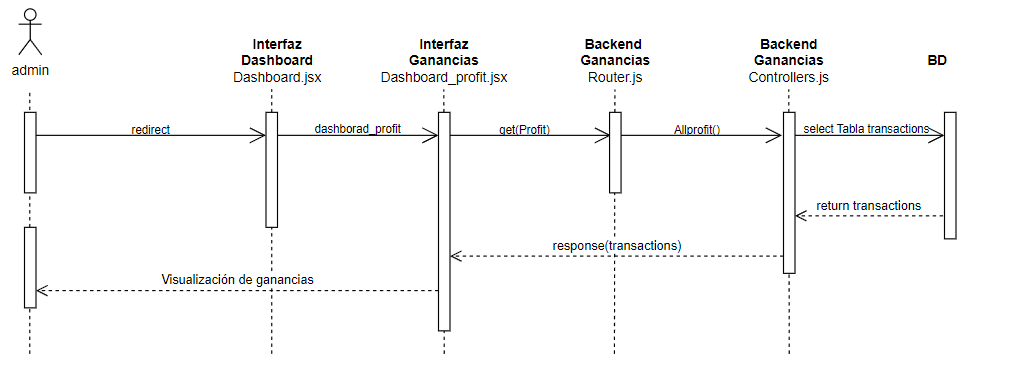 admin
Interfaz
Dashboard
Dashboard.jsx
Interfaz
Ganancias
Dashboard_profit.jsx
Backend
Ganancias
Router.js
Backend
Ganancias
Controllers.js
BD
redirect
dashborad_profit
get(Profit)
Allprofit()
select Tabla transactions
return transactions
response(transactions)
Visualización de ganancias